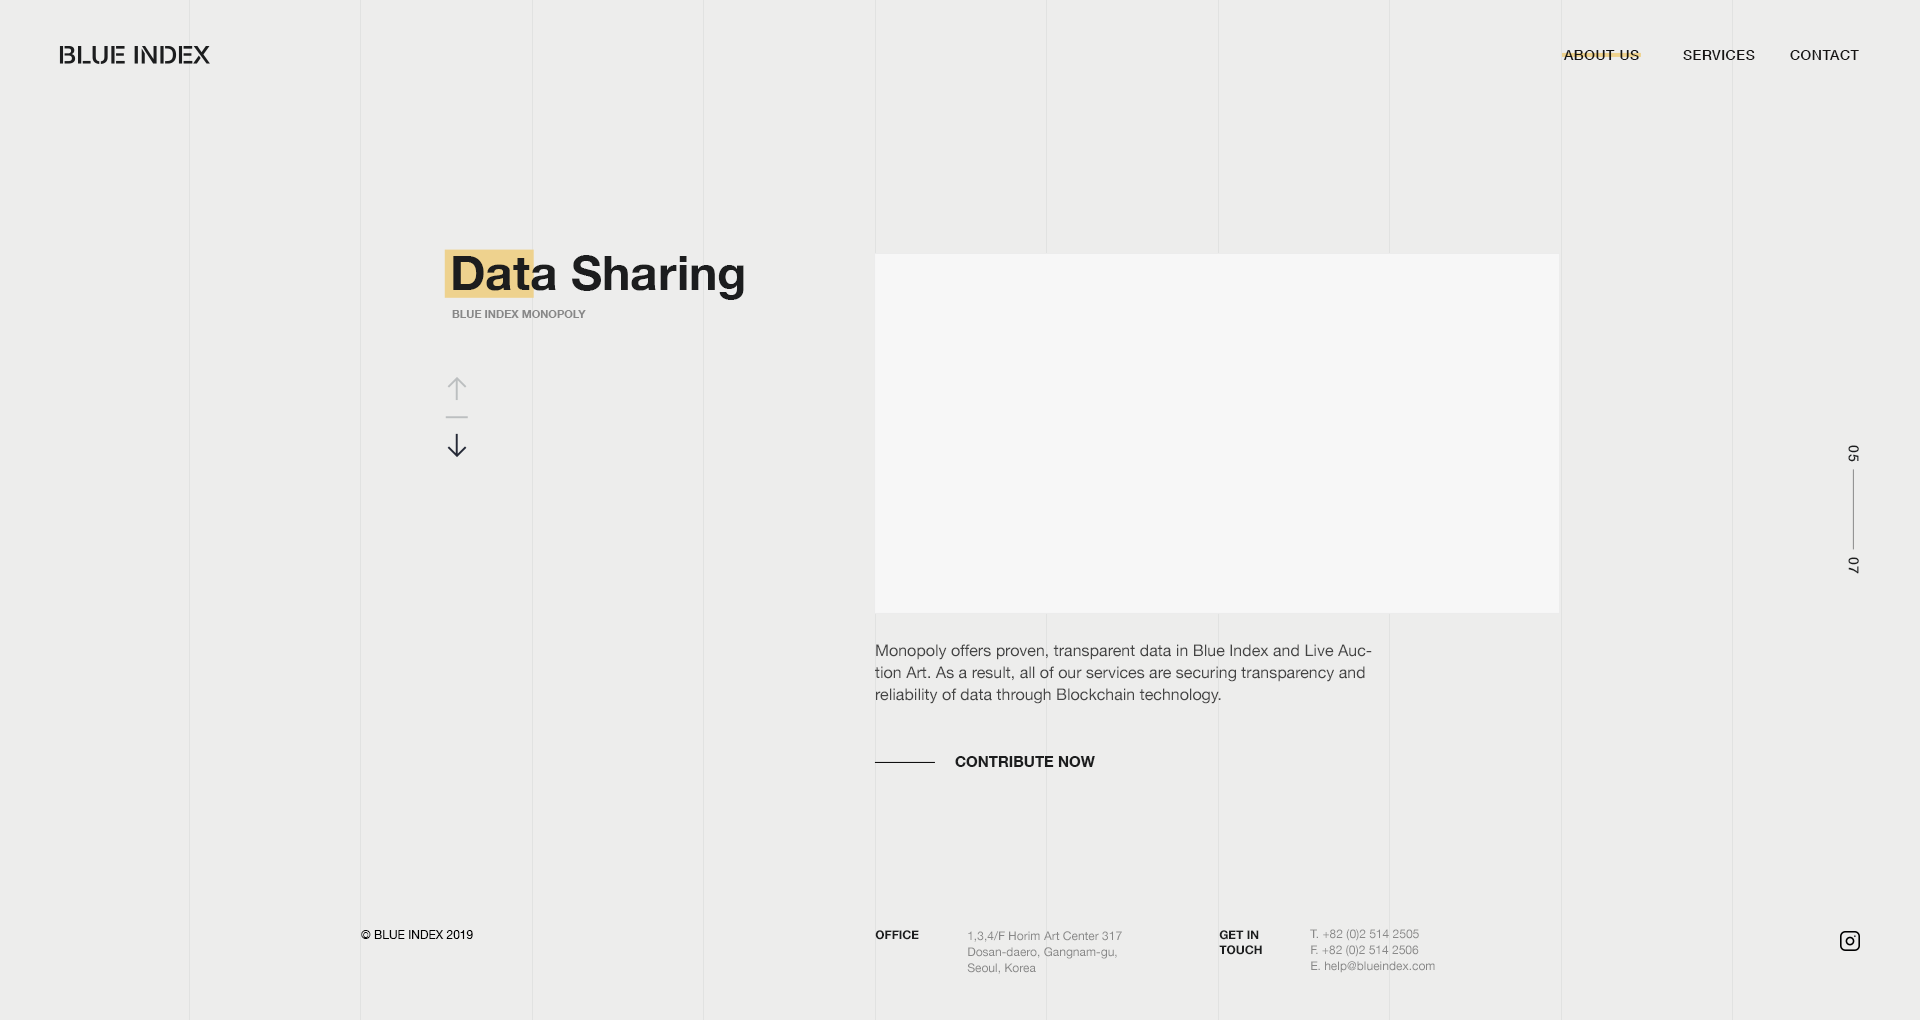 BLUE INDEX
ABOUT US
SERVICES
CONTACT
Data Sharing
BLUE INDEX MONOPOLY
05
07
Monopoly offers proven, transparent data in Blue Index and Live Auc-
tion Art. As a result, all of our services are securing transparency and
reliability of data through Blockchain technology.
CONTRIBUTE NOW
© BLUE INDEX 2019
OFFICE
1,3,4/F Horim Art Center 317
Dosan-daero, Gangnam-gu,
Seoul, Korea
GET IN
TOUCH
T. +82 (0)2 514 2505
F. +82 (0)2 514 2506
E. help@blueindex.com